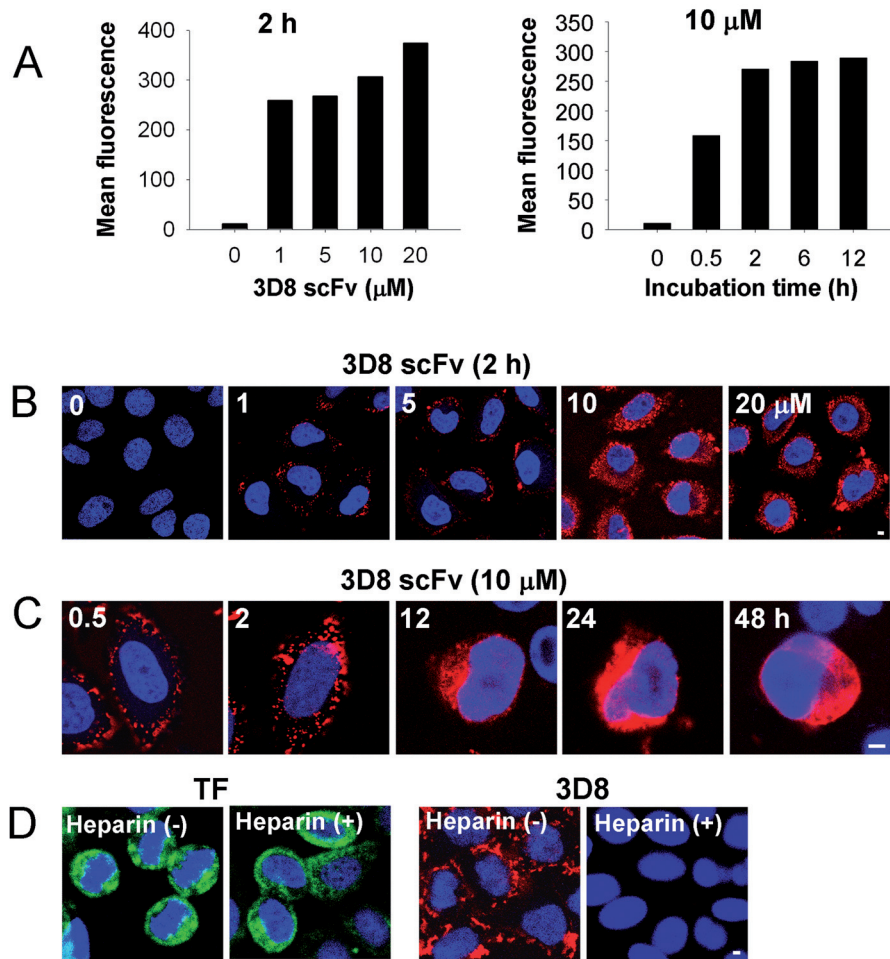 A
2 h
Mean fluorescence
400
300
200
100
0
0 1 5 10 20
3D8 scFv (μM)
10 μM
Mean fluorescence
350
300
250
200
150
100
50
0
0 0.5 2 6 12
Incubation time (h)
3D8 scFv (2 h)
B
0 1 5 10 20 μM
3D8 scFv (10 μM)
C
0.5 2 12 24 48 h
TF 3D8
D
Heparin (-) Heparin (+) Heparin (-) Heparin (+)